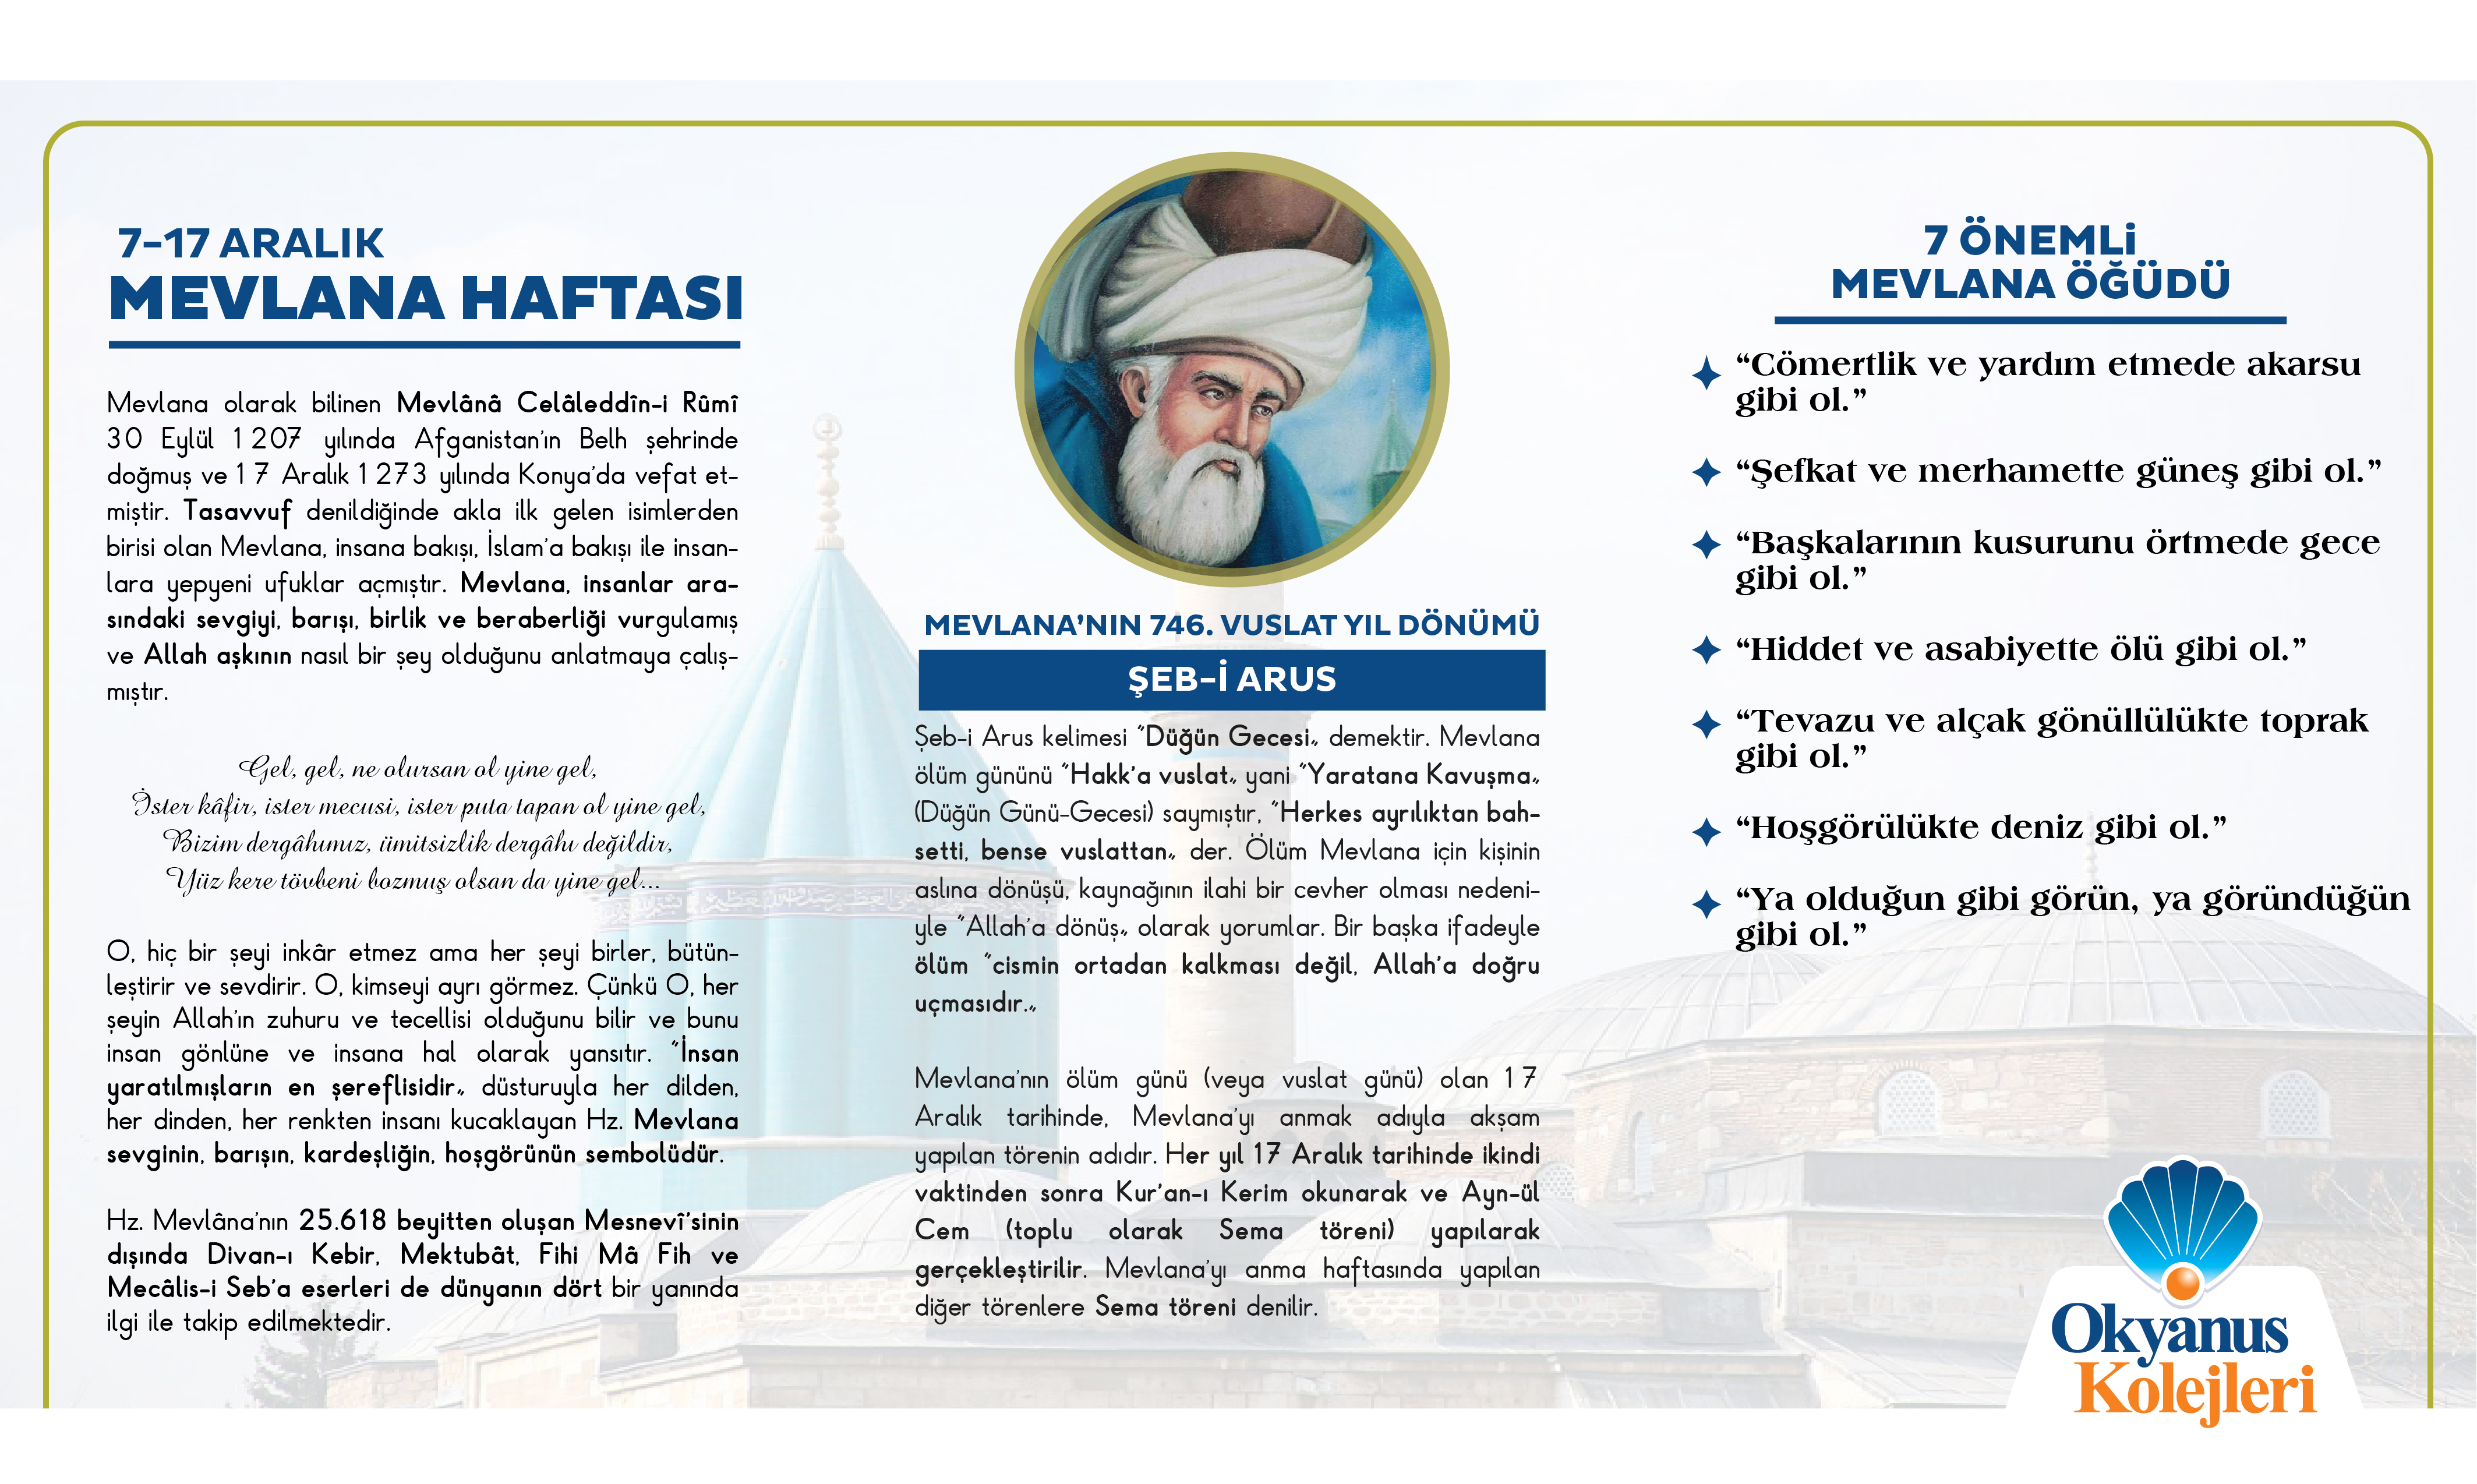 7-17 ARALIK
MEVLANA HAFTASI
Mevlana olarak bilinen Mevlânâ Celâleddîn-i Rûmî
30 Eylül 1207 yılında Afganistan'ın Belh şehrinde
doğmuş ve 17 Aralık 1273 yılında Konya'da vefat et-
miştir. Tasavvuf denildiğinde akla ilk gelen isimlerden
birisi olan Mevlana, insana bakışı, İslam'a bakışı ile insan-
lara yepyeni ufuklar açmıştır. Mevlana, insanlar ara-
sındaki sevgiyi, barışı, birlik ve beraberliği vurgulamış
ve Allah aşkının nasıl bir şey olduğunu anlatmaya çalış-
mıştır.
Gel, gel, ne olursan ol yine gel,
İster kâfir, ister mecusi, ister puta tapan ol yine gel,
Bizim dergâhımız, ümitsizlik dergâhı değildir,
Yüz kere tövbeni bozmuş olsan da yine gel...
O, hiç bir şeyi inkâr etmez ama her şeyi birler, bütün-
leştirir ve sevdirir. O, kimseyi ayrı görmez. Çünkü O, her
şeyin Allah'ın zuhuru ve tecellisi olduğunu bilir ve bunu
insan gönlüne ve insana hal olarak yansıtır. "İnsan
yaratılmışların en şereflisidir" düsturuyla her dilden,
her dinden, her renkten insanı kucaklayan Hz. Mevlana
sevginin, barışın, kardeşliğin, hoşgörünün sembolüdür.
Hz. Mevlâna'nın 25.618 beyitten oluşan Mesnevî'sinin
dışında Divan-ı Kebir, Mektubât, Fihi Mâ Fih ve
Mecâlis-i Seb'a eserleri de dünyanın dört bir yanında
ilgi ile takip edilmektedir.
MEVLANA'NIN 746. VUSLAT YIL DÖNÜMÜ
ŞEB-İ ARUS
Şeb-i Arus kelimesi "Düğün Gecesi" demektir. Mevlana
ölüm gününü "Hakk'a vuslat" yani "Yaratana Kavuşma"
(Düğün Günü-Gecesi) saymıştır, "Herkes ayrılıktan bah-
setti, bense vuslattan" der. Ölüm Mevlana için kişinin
aslına dönüşü, kaynağının ilahi bir cevher olması nedeni-
yle "Allah'a dönüş" olarak yorumlar. Bir başka ifadeyle
ölüm "cismin ortadan kalkması değil, Allah'a doğru
uçmasıdır."
Mevlana'nın ölüm günü (veya vuslat günü) olan 17
Aralık tarihinde, Mevlana'yı anmak adıyla akşam
yapılan törenin adıdır. Her yıl 17 Aralık tarihinde ikindi
vaktinden sonra Kur'an-ı Kerim okunarak ve Ayn-ül
Cem (toplu olarak Sema töreni) yapılarak
gerçekleştirilir. Mevlana'yı anma haftasında yapılan
diğer törenlere Sema töreni denilir.
7 ÖNEMLİ
MEVLANA ÖĞÜDÜ
“Cömertlik ve yardım etmede akarsu
gibi ol.”
“Şefkat ve merhamette güneş gibi ol.”
“Başkalarının kusurunu örtmede gece
gibi ol.”
“Hiddet ve asabiyette ölü gibi ol.”
“Tevazu ve alçak gönüllülükte toprak
gibi ol.”
“Hoşgörülükte deniz gibi ol.”
“Ya olduğun gibi görün, ya göründüğün
gibi ol.”
Okyanus
Kolejleri